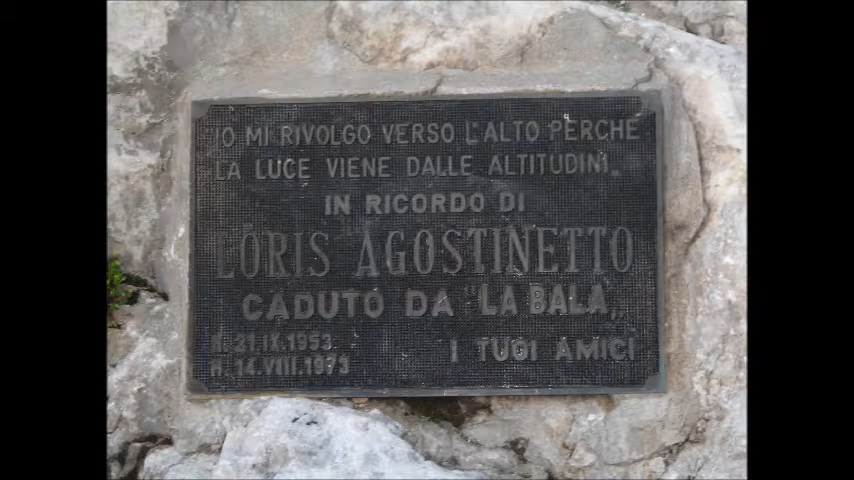 "IO MI RIVOLGO VERSO L'ALTO PERCHE
LA LUCE VIENE DALLE ALTITUDINI„
IN RICORDO DI
LORIS AGOSTINETTO
CADUTO DA "LA BALA„
N. 21.IX.1953
M. 14.VIII.1973
I TUOI AMICI